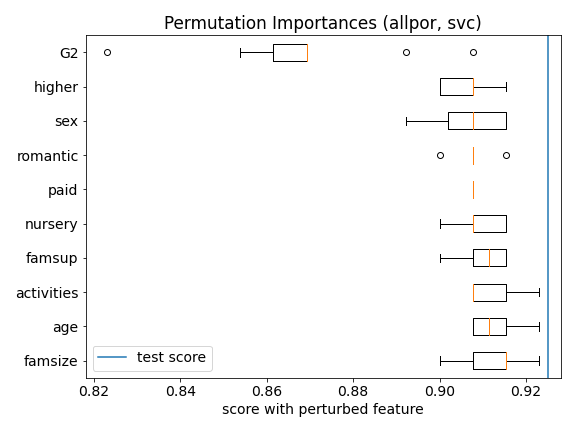 Permutation Importances (allpor, svc)
G2
higher
sex
romantic
paid
nursery
famsup
activities
age
famsize
test score
0.82 0.84 0.86 0.88 0.90 0.92
score with perturbed feature